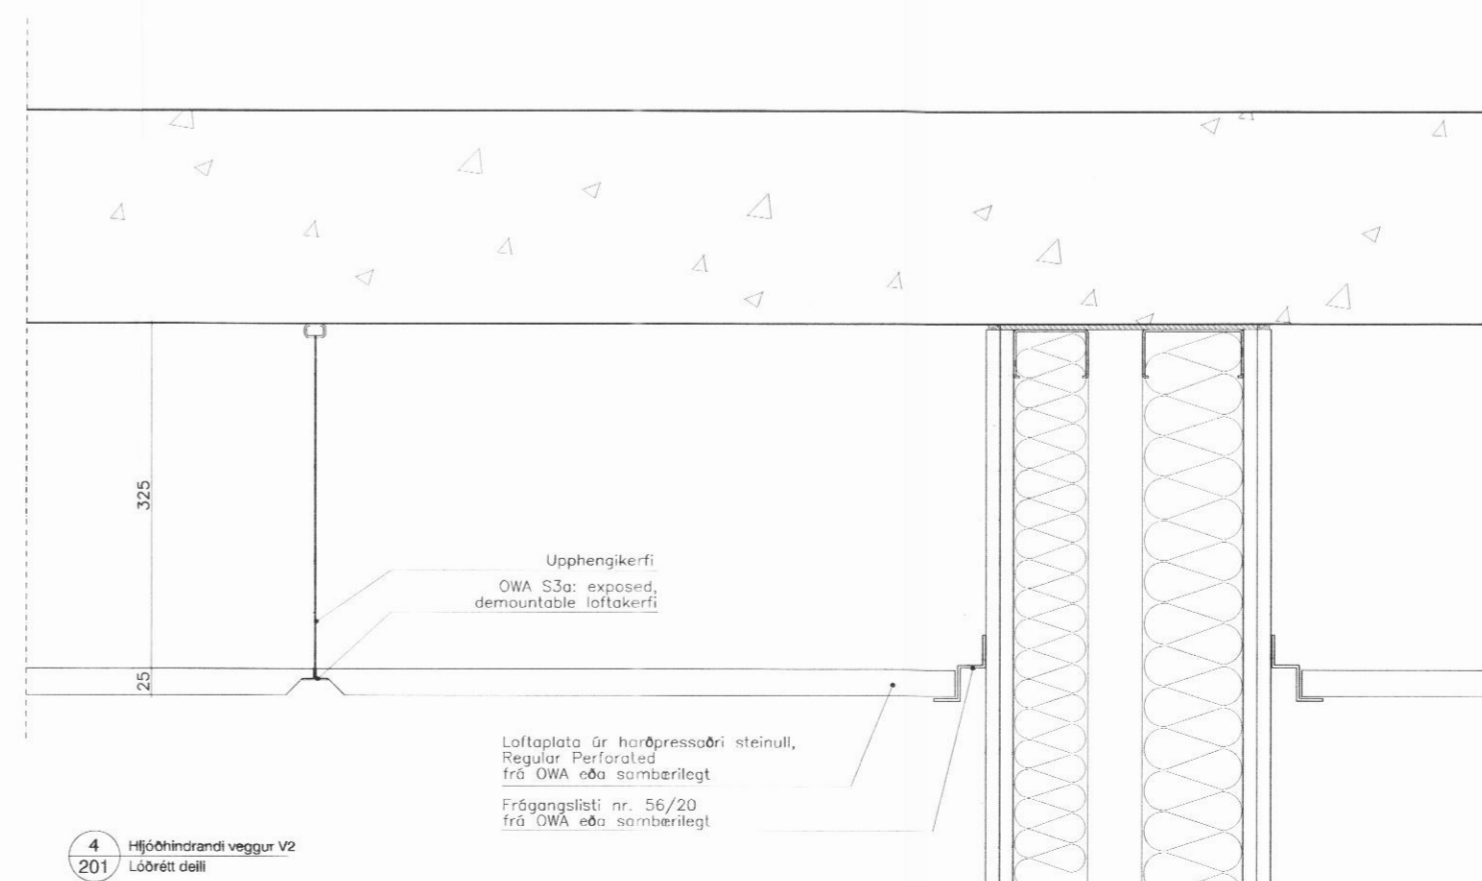 325
Upphengikerfi
OWA S3a: exposed,
demountable loftakerfi
25
Loftaplata úr harðpressaðri steinull,
Regular Perforated
frá OWA eða sambærilegt
Frágangslisti nr. 56/20
frá OWA eða sambærilegt
4
201
Hljóðhindrandi veggur V2
Lóðrétt deili